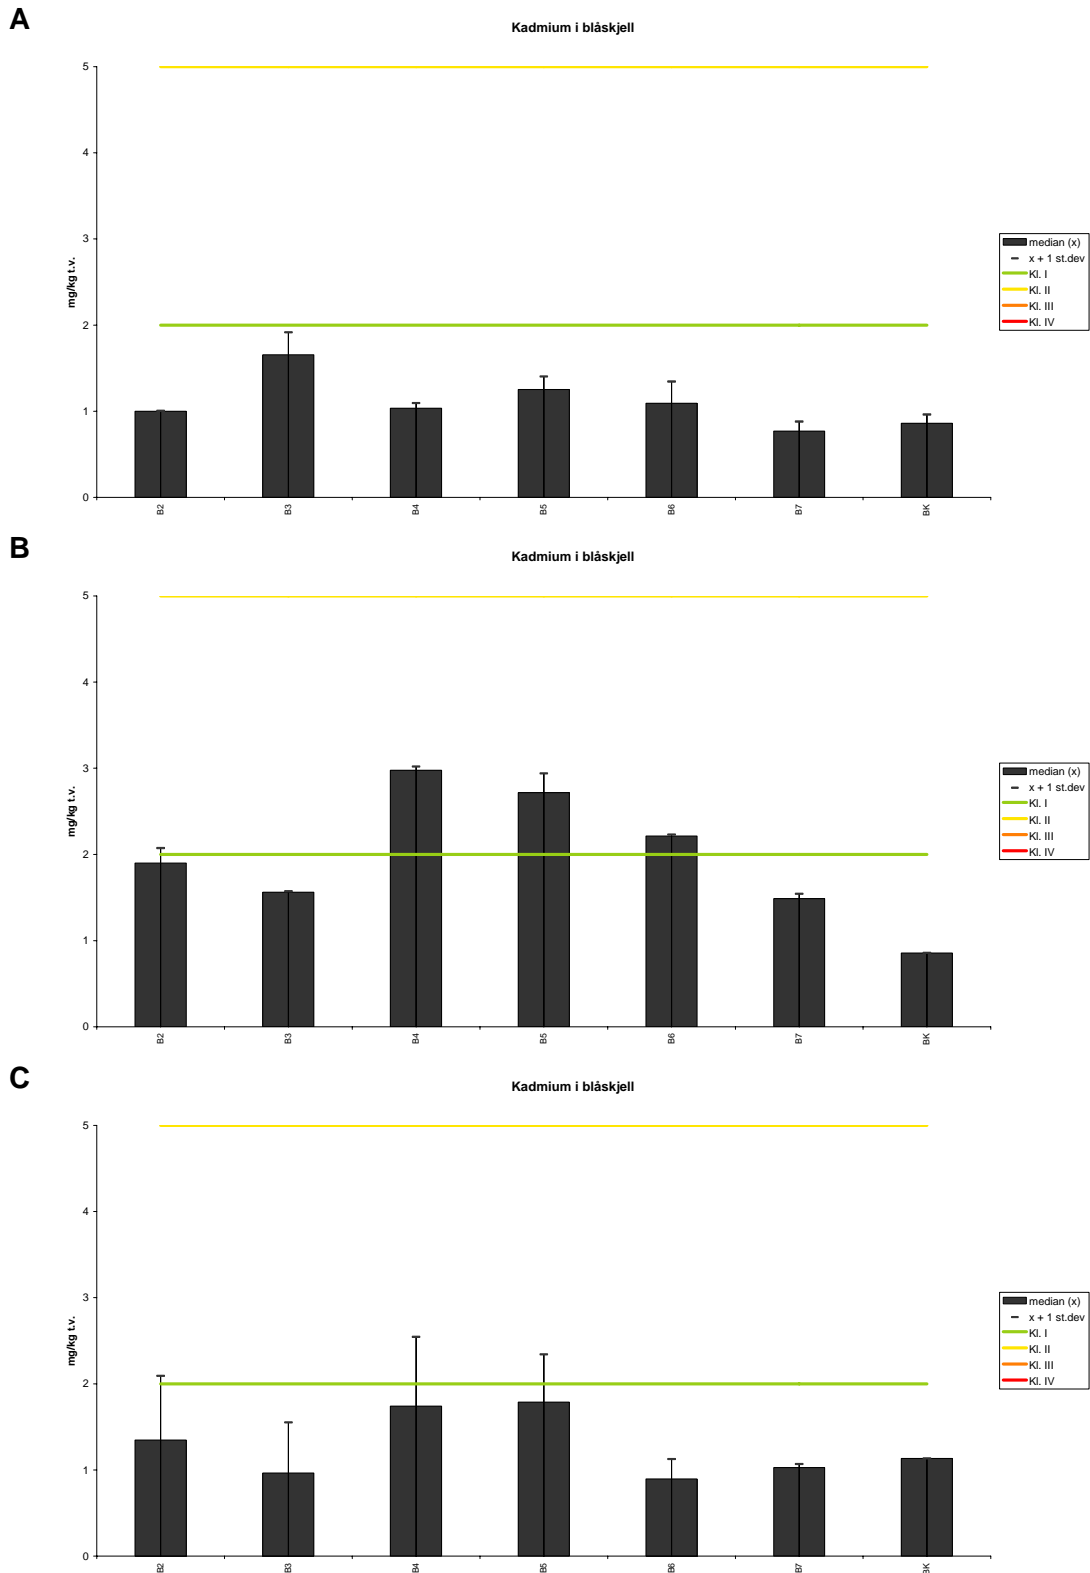 A
Kadmium i blåskjell
5
4
3
2
1
0
mg/kg t.v.
B2
B3
B4
B5
B6
B7
BK
median (x)
x + 1 st.dev
Kl. I
Kl. II
Kl. III
Kl. IV
B
Kadmium i blåskjell
5
4
3
2
1
0
mg/kg t.v.
B2
B3
B4
B5
B6
B7
BK
median (x)
x + 1 st.dev
Kl. I
Kl. II
Kl. III
Kl. IV
C
Kadmium i blåskjell
5
4
3
2
1
0
mg/kg t.v.
B2
B3
B4
B5
B6
B7
BK
median (x)
x + 1 st.dev
Kl. I
Kl. II
Kl. III
Kl. IV